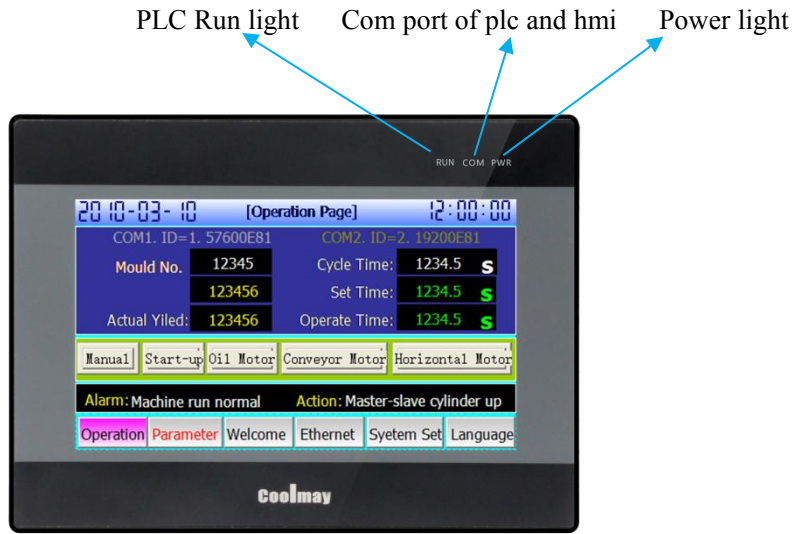 PLC Run light Com port of plc and hmi Power light
RUN COM PWR
2010-03-10 [Operation Page] 12:00:00
COM1. ID=1. 57600E81 COM2. ID=2. 19200E81
Mould No. 12345 Cycle Time: 1234.5 S
123456 Set Time: 1234.5 S
Actual Yiled: 123456 Operate Time: 1234.5 S
Manual Start-up Oil Motor Conveyor Motor Horizontal Motor
Alarm: Machine run normal Action: Master-slave cylinder up
Operation Parameter Welcome Ethernet Syetem Set Language
Coolmay